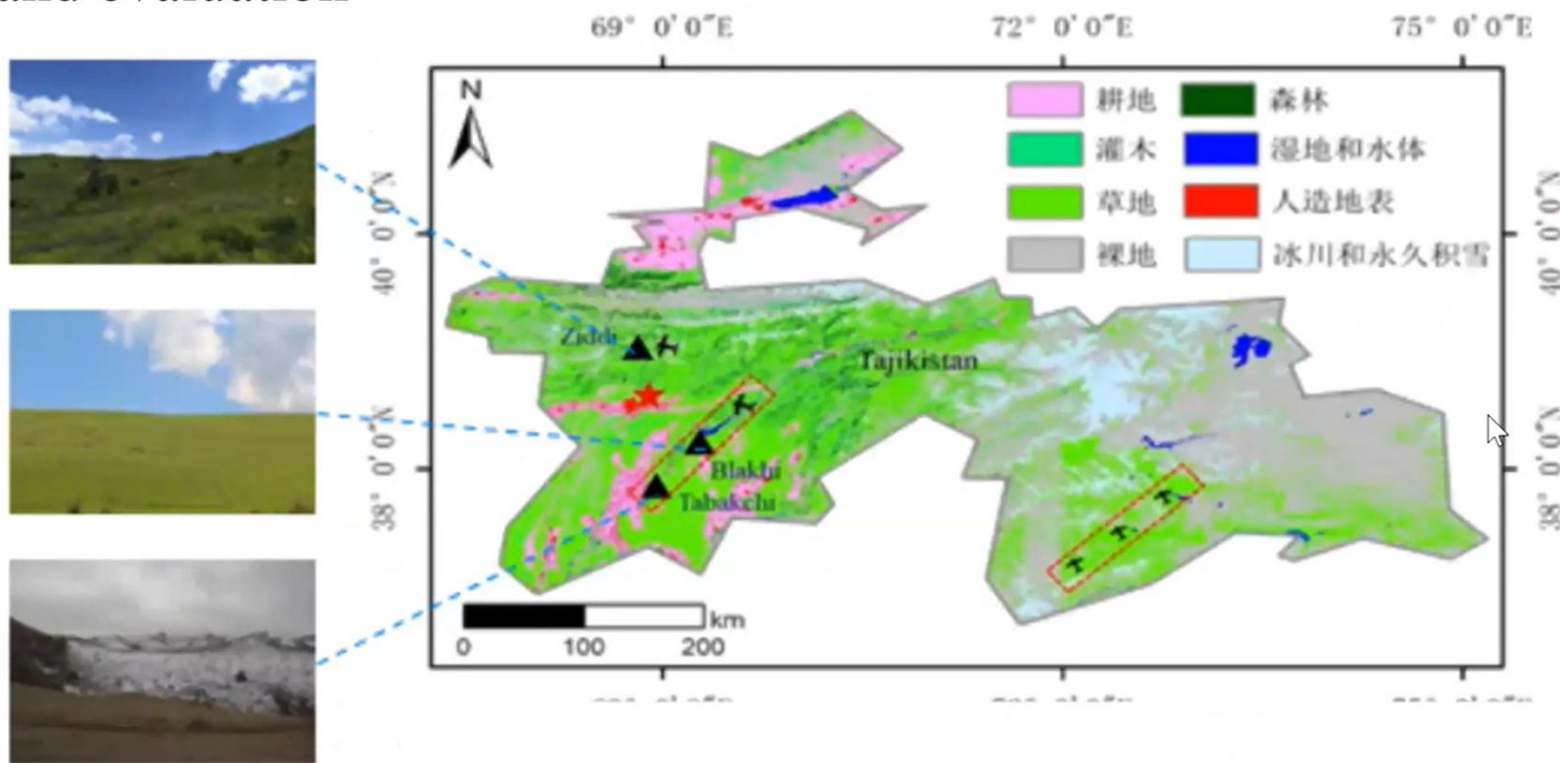 69° 0′ 0″E 72° 0′ 0″E 75° 0′ 0″E
N
耕地 森林
灌木 湿地和水体
草地 人造地表
裸地 冰川和永久积雪
40° 0′ 0″N 40° 0′ 0″N
Tajikistan
38° 0′ 0″N 38° 0′ 0″N
Tabakchi
km
0 100 200